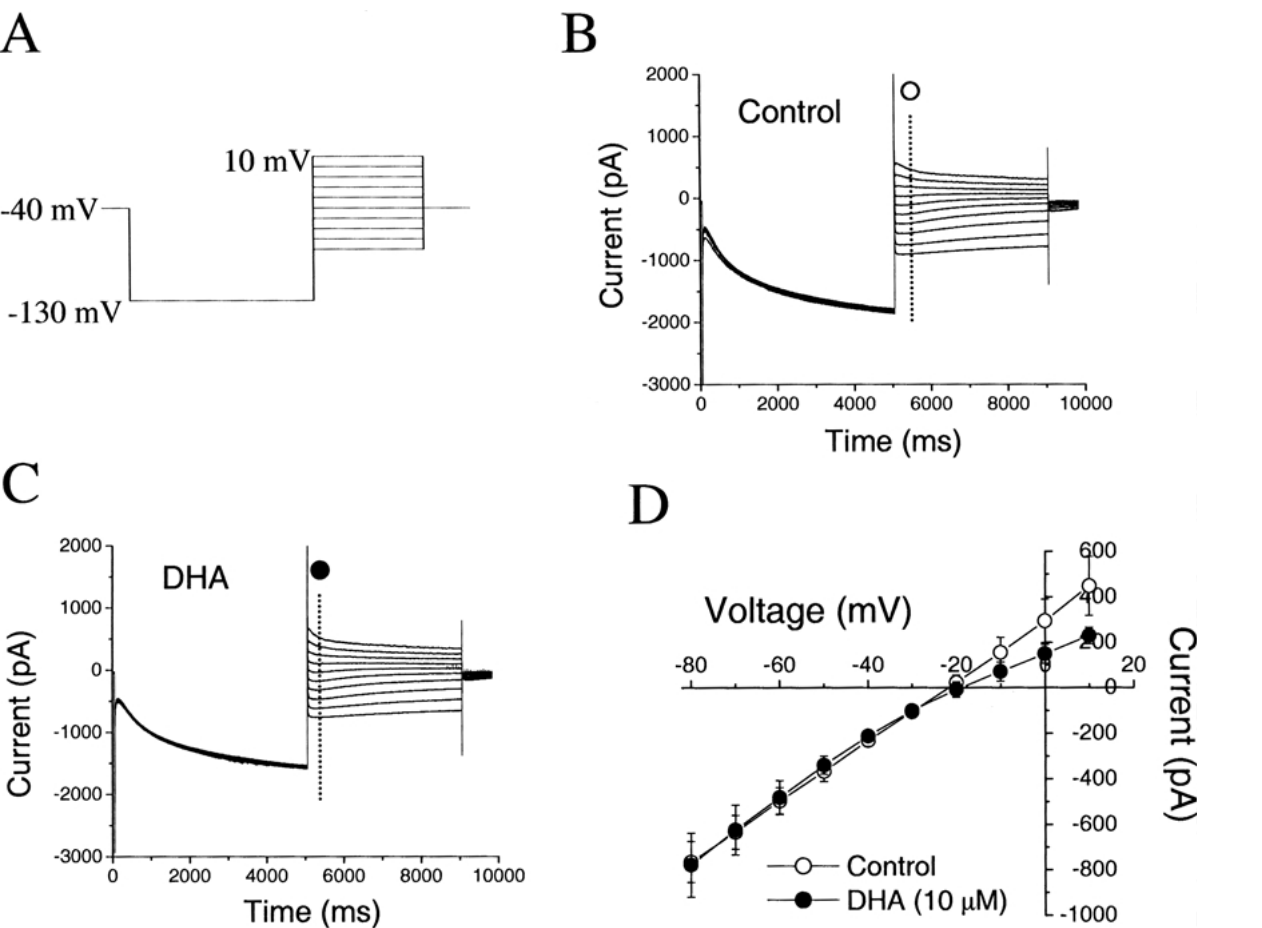 A
10 mV
-40 mV
-130 mV
B
Control
2000
1000
0
-1000
-2000
-3000
Current (pA)
0 2000 4000 6000 8000 10000
Time (ms)
C
DHA
2000
1000
0
-1000
-2000
-3000
Current (pA)
0 2000 4000 6000 8000 10000
Time (ms)
D
Voltage (mV)
-80 -60 -40 -20 0 20
600
400
200
0
-200
-400
-600
-800
-1000
Current (pA)
Control
DHA (10 µM)